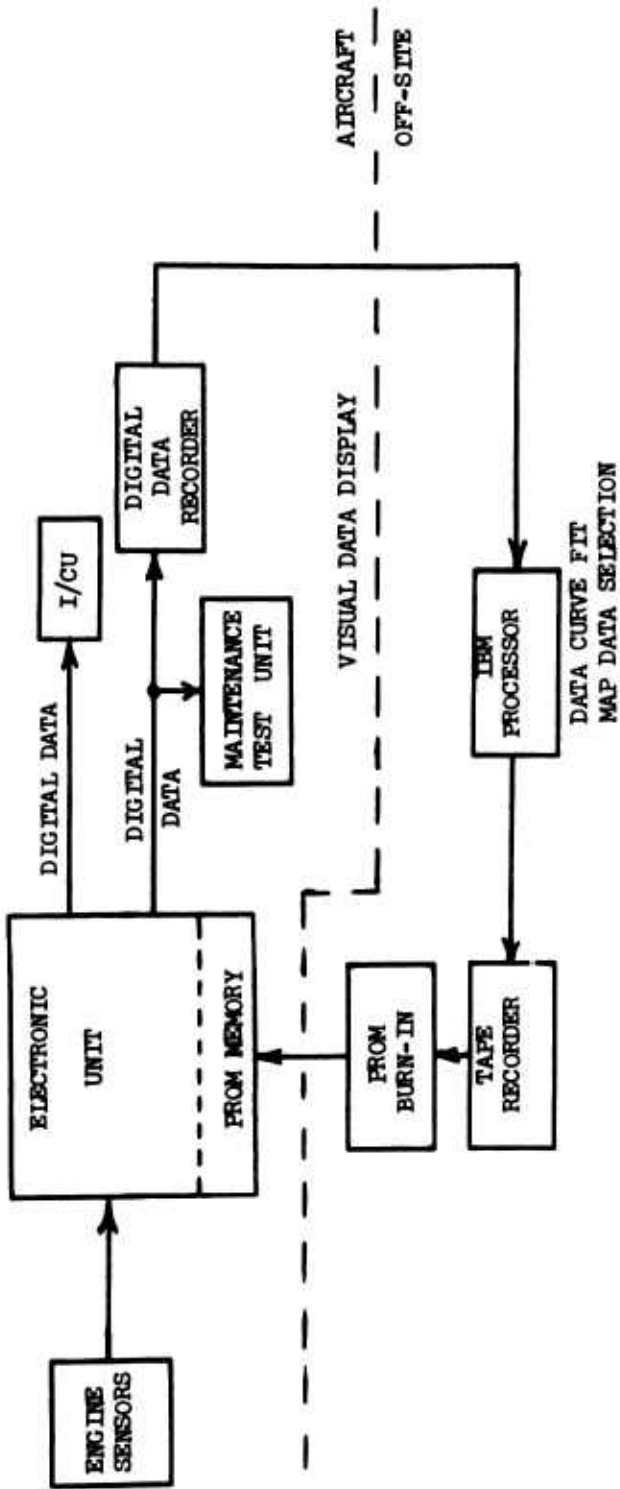 ENGINE
SENSORS
ELECTRONIC
UNIT
PROM MEMORY
DIGITAL DATA
I/CU
DIGITAL
DATA
DIGITAL
DATA
RECORDER
MAINTENANCE
TEST UNIT
VISUAL DATA DISPLAY
AIRCRAFT
OFF-SITE
PROM
BURN-IN
TAPE
RECORDER
IBM
PROCESSOR
DATA CURVE FIT
MAP DATA SELECTION